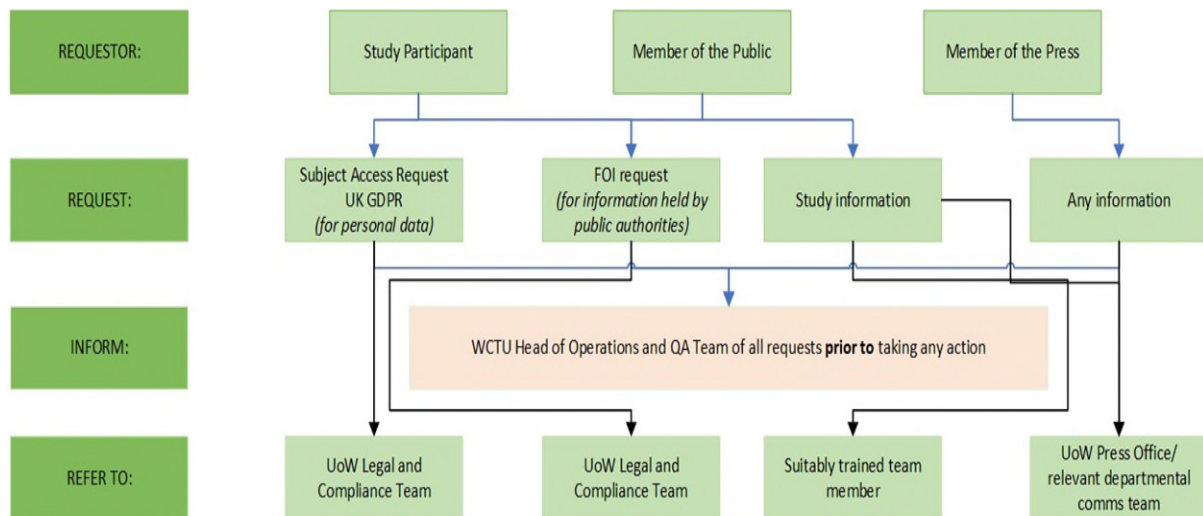 REQUESTOR:
Study Participant
Member of the Public
Member of the Press
REQUEST:
Subject Access Request
UK GDPR
(for personal data)
FOI request
(for information held by
public authorities)
Study information
Any information
INFORM:
WCTU Head of Operations and QA Team of all requests prior to taking any action
REFER TO:
UoW Legal and
Compliance Team
UoW Legal and
Compliance Team
Suitably trained team
member
UoW Press Office/
relevant departmental
comms team